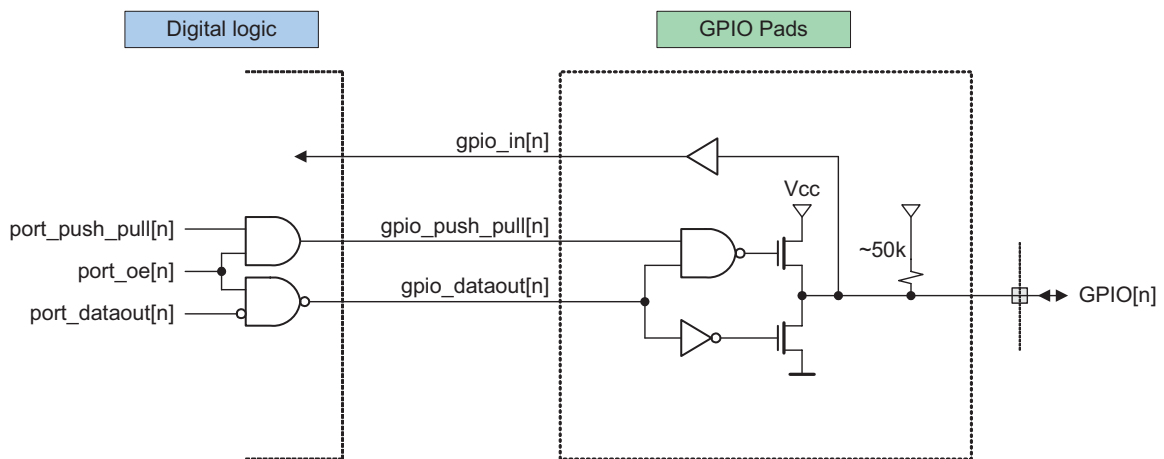 Digital logic
GPIO Pads
gpio_in[n]
Vcc
port_push_pull[n]
gpio_push_pull[n]
~50k
port_oe[n]
gpio_dataout[n]
GPIO[n]
port_dataout[n]